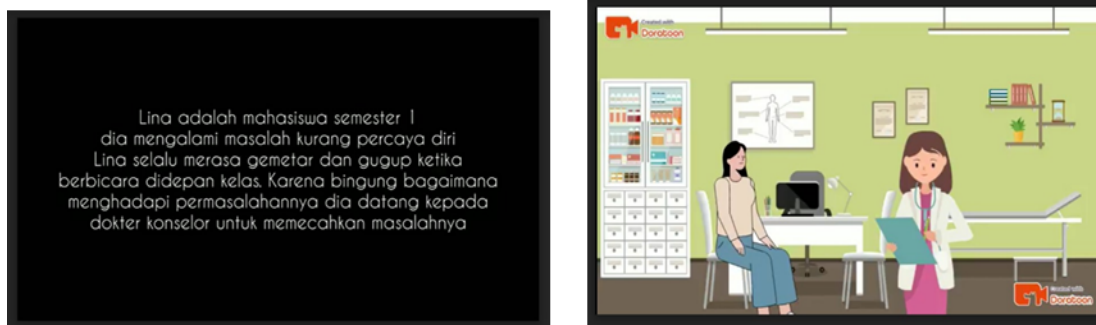 Lina adalah mahasiswa semester 1
dia mengalami masalah kurang percaya diri
Lina selalu merasa gemetar dan gugup ketika
berbicara didepan kelas. Karena bingung bagaimana
menghadapi permasalahannya dia datang kepada
dokter konselor untuk memecahkan masalahnya
Created with
Doratoon
Created with
Doratoon